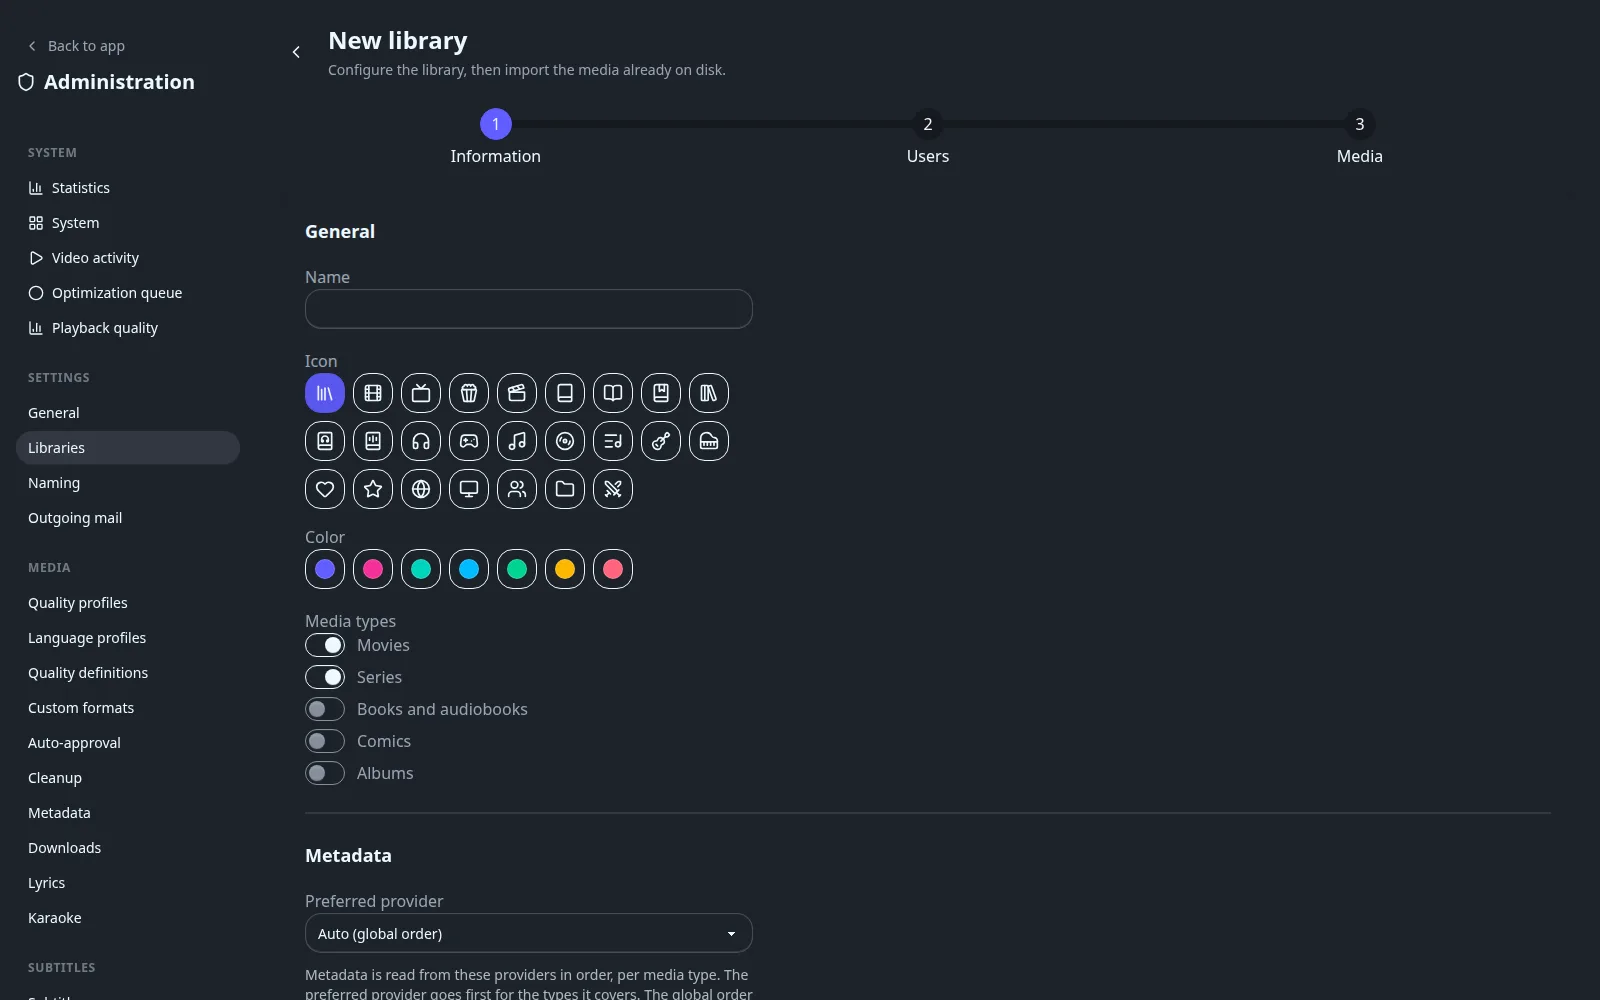 Back to app
Administration
SYSTEM
Statistics
System
Video activity
Optimization queue
Playback quality
SETTINGS
General
Libraries
Naming
Outgoing mail
MEDIA
Quality profiles
Language profiles
Quality definitions
Custom formats
Auto-approval
Cleanup
Metadata
Downloads
Lyrics
Karaoke
SUBTITLES
New library
Configure the library, then import the media already on disk.
1
2
3
Information
Users
Media
General
Name
Icon
Color
Media types
Movies
Series
Books and audiobooks
Comics
Albums
Metadata
Preferred provider
Auto (global order)
Metadata is read from these providers in order, per media type. The
preferred provider goes first for the types it covers. The global order